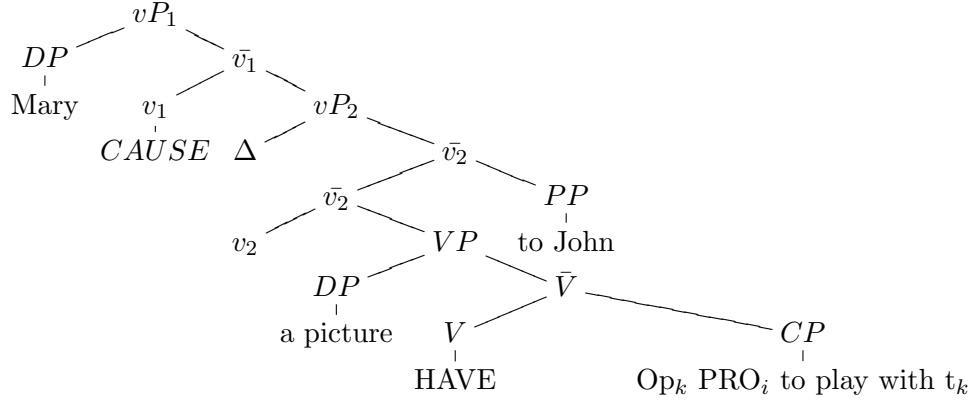 vP₁
DP v̄₁
Mary v₁ vP₂
CAUSE Δ v̄₂
v̄₂ PP
v₂ VP to John
DP V̄
a picture V CP
HAVE Opₖ PROᵢ to play with tₖ